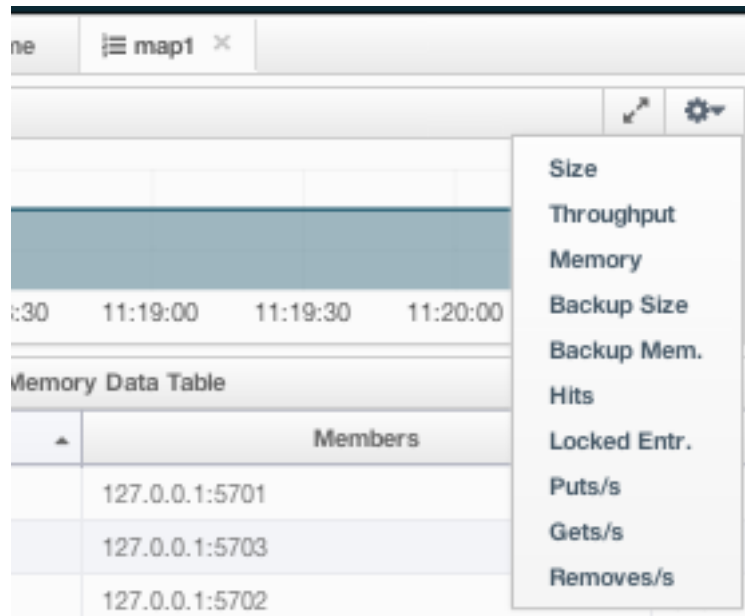 me
map1
Size
Throughput
Memory
Backup Size
Backup Mem.
Hits
Locked Entr.
Puts/s
Gets/s
Removes/s
:30 11:19:00 11:19:30 11:20:00
Memory Data Table
Members
127.0.0.1:5701
127.0.0.1:5703
127.0.0.1:5702